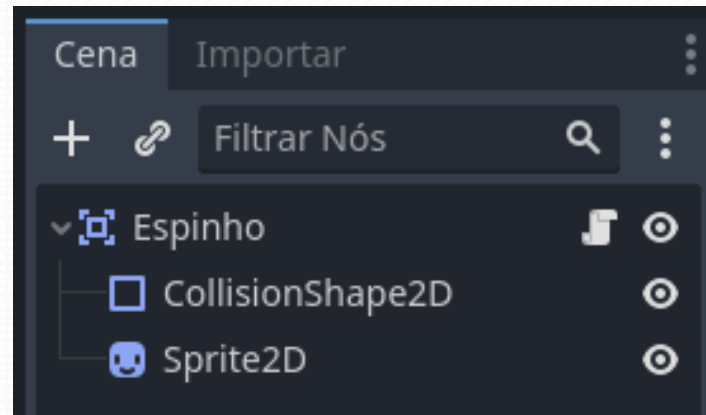 Cena Importar
Filtrar Nós
Espinho
CollisionShape2D
Sprite2D